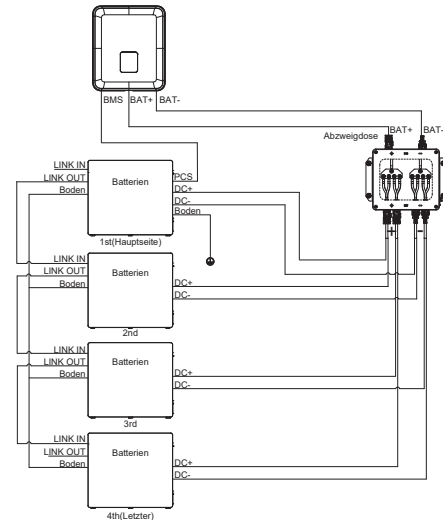 BMS BAT+ BAT-
Abzweigdose BAT+ BAT-
LINK IN
LINK OUT
Boden
Batterien
PCS
DC+
DC-
Boden
1st(Hauptseite)
+ −
LINK IN
LINK OUT
Boden
Batterien
DC+
DC-
2nd
LINK IN
LINK OUT
Boden
Batterien
DC+
DC-
3rd
LINK IN
LINK OUT
Boden
Batterien
DC+
DC-
4th(Letzter)